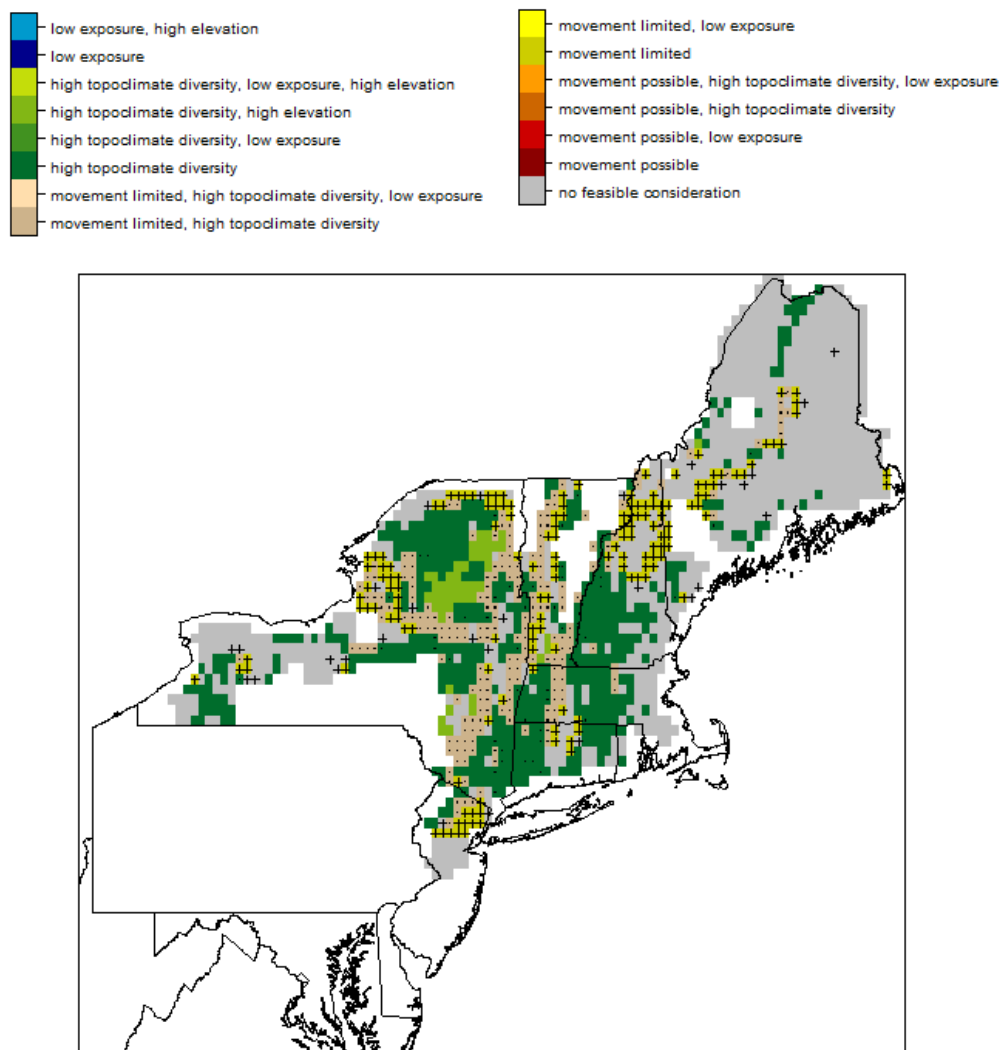 low exposure, high elevation
low exposure
high topoclimate diversity, low exposure, high elevation
high topoclimate diversity, high elevation
high topoclimate diversity, low exposure
high topoclimate diversity
movement limited, high topoclimate diversity, low exposure
movement limited, high topoclimate diversity
movement limited, low exposure
movement limited
movement possible, high topoclimate diversity, low exposure
movement possible, high topoclimate diversity
movement possible, low exposure
movement possible
no feasible consideration